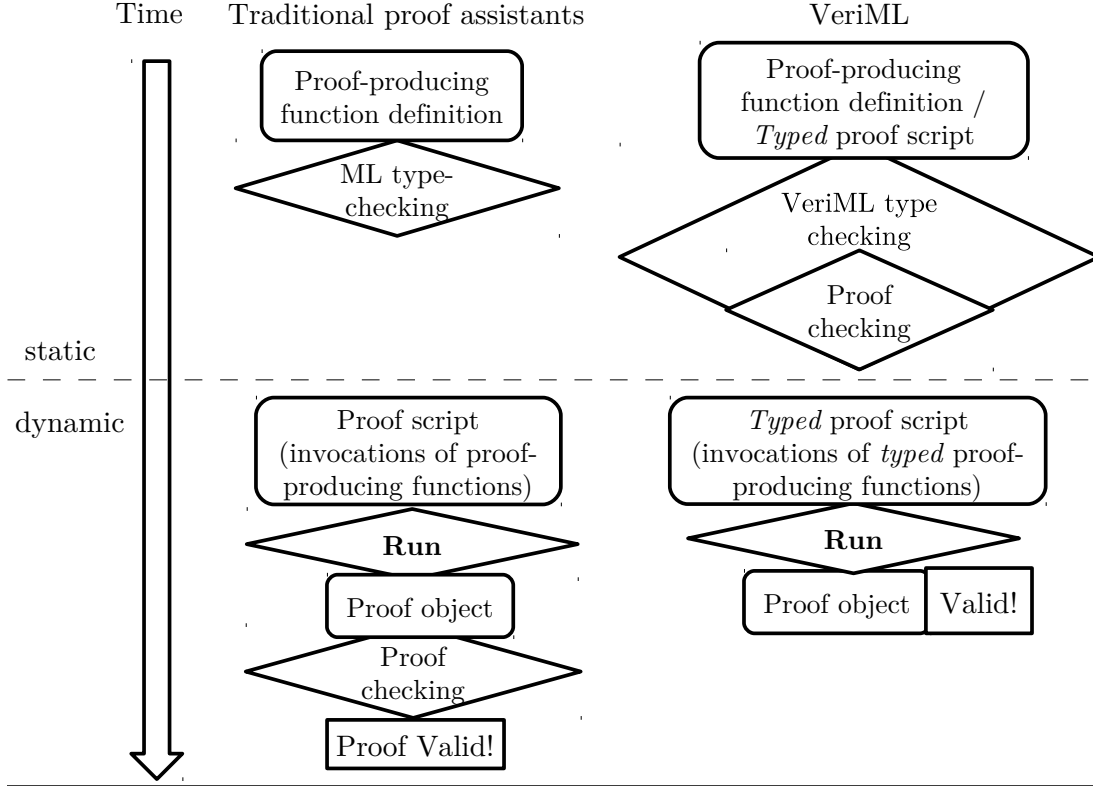 Time
Traditional proof assistants
VeriML
Proof-producing
function definition
Proof-producing
function definition /
Typed proof script
ML type-
checking
VeriML type
checking
Proof
checking
static
dynamic
Proof script
(invocations of proof-
producing functions)
Typed proof script
(invocations of typed proof-
producing functions)
Run
Run
Proof object
Proof object
Valid!
Proof
checking
Proof Valid!